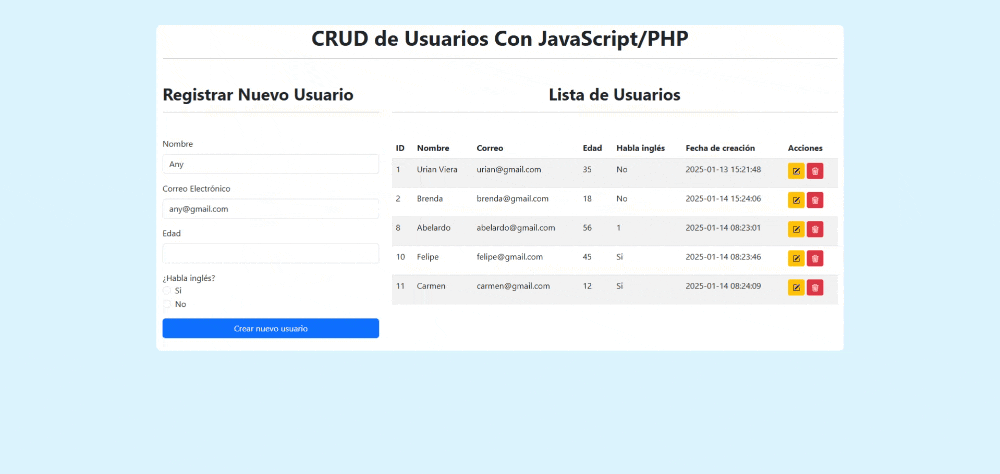 CRUD de Usuarios Con JavaScript/PHP
Registrar Nuevo Usuario
Nombre
Any
Correo Electrónico
any@gmail.com
Edad
¿Habla inglés?
Si
No
Crear nuevo usuario
Lista de Usuarios
ID Nombre Correo Edad Habla inglés Fecha de creación Acciones
1 Urian Viera urian@gmail.com 35 No 2025-01-13 15:21:48
2 Brenda brenda@gmail.com 18 No 2025-01-14 15:24:06
8 Abelardo abelardo@gmail.com 56 1 2025-01-14 08:23:01
10 Felipe felipe@gmail.com 45 Si 2025-01-14 08:23:46
11 Carmen carmen@gmail.com 12 Si 2025-01-14 08:24:09